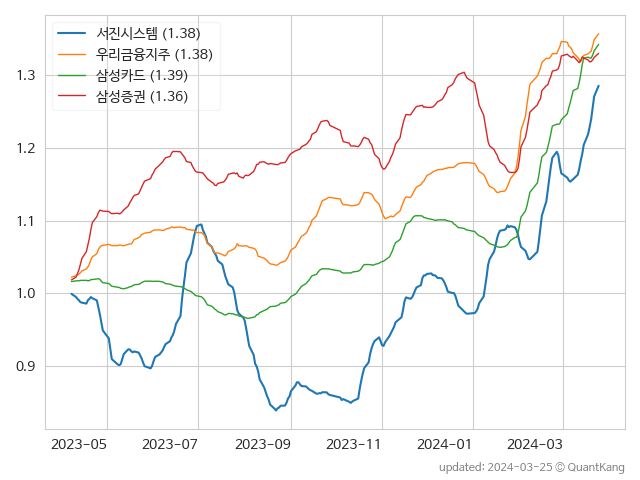 서진시스템 (1.38)
우리금융지주 (1.38)
삼성카드 (1.39)
삼성증권 (1.36)
1.3
1.2
1.1
1.0
0.9
2023-05 2023-07 2023-09 2023-11 2024-01 2024-03
updated: 2024-03-25 © QuantKang